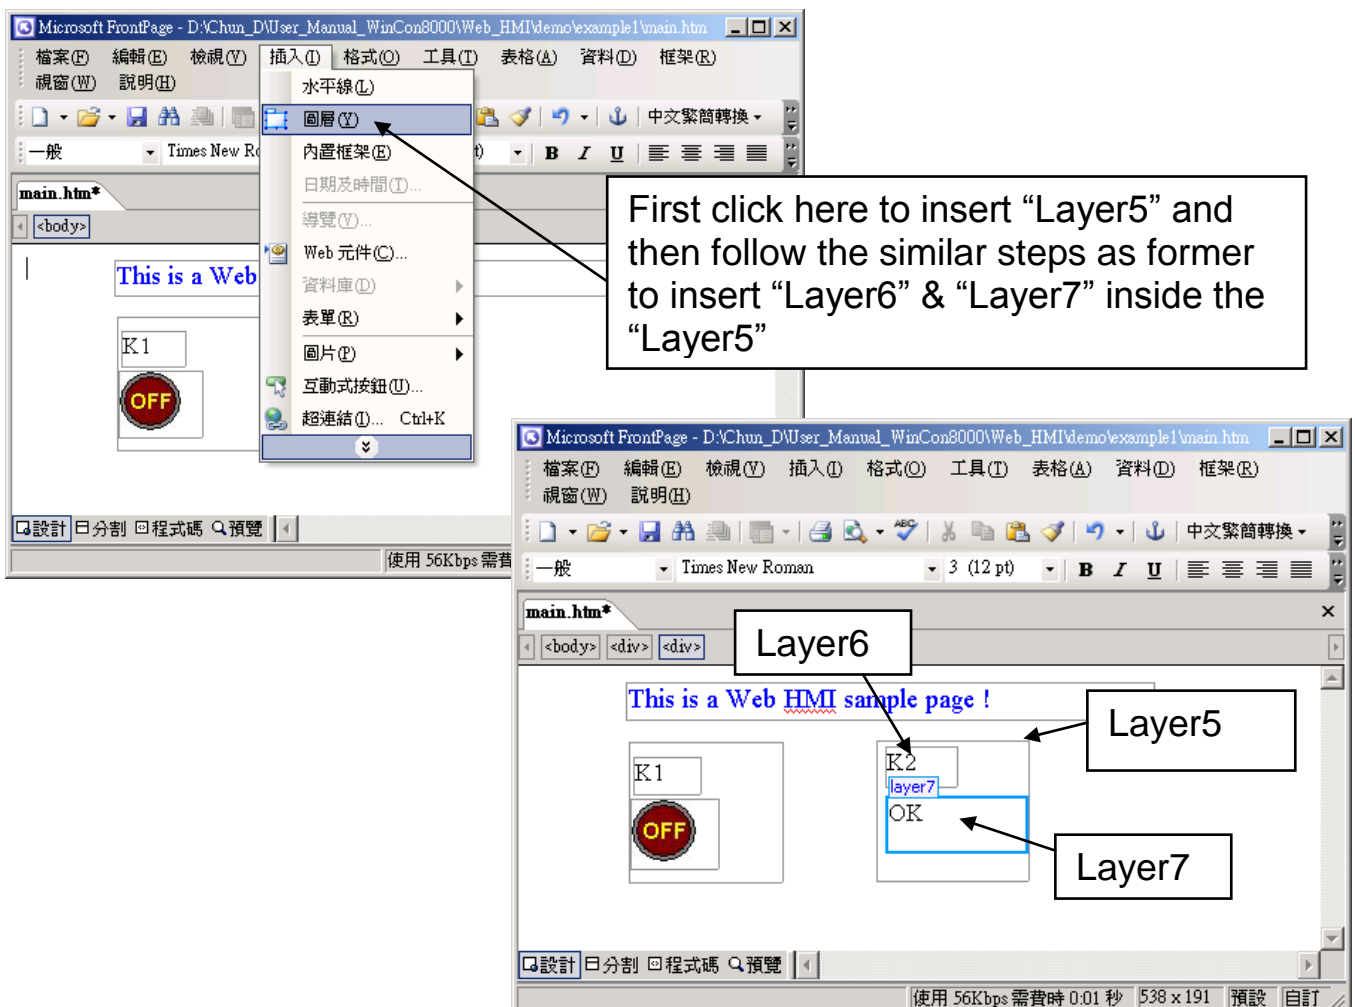 Microsoft FrontPage - D:\Chun_D\User_Manual_WinCon8000\Web_HMI\demo\example1\main.htm
檔案(F) 編輯(E) 檢視(V) 插入(I) 格式(O) 工具(T) 表格(A) 資料(D) 框架(R)
視窗(W) 說明(H)
水平線(L)
圖層(Y)
中文繁簡轉換
一般 Times New Ro
t) B I U
內置框架(E)
日期及時間(T)...
main.htm*
導覽(V)...
<body>
Web 元件(C)...
This is a Web
資料庫(D)
表單(R)
K1
圖片(P)
OFF
互動式按鈕(U)...
超連結(I)... Ctrl+K
設計 分割 程式碼 預覽
使用 56Kbps 需費
First click here to insert “Layer5” and
then follow the similar steps as former
to insert “Layer6” & “Layer7” inside the
“Layer5”
Microsoft FrontPage - D:\Chun_D\User_Manual_WinCon8000\Web_HMI\demo\example1\main.htm
檔案(F) 編輯(E) 檢視(V) 插入(I) 格式(O) 工具(T) 表格(A) 資料(D) 框架(R)
視窗(W) 說明(H)
ABC 中文繁簡轉換
一般 Times New Roman 3 (12 pt) B I U
main.htm*
<body> <div> <div>
Layer6
This is a Web HMI sample page !
Layer5
K1
K2
layer7
OK
OFF
Layer7
設計 分割 程式碼 預覽
使用 56Kbps 需費時 0:01 秒 538 x 191 預設 自訂